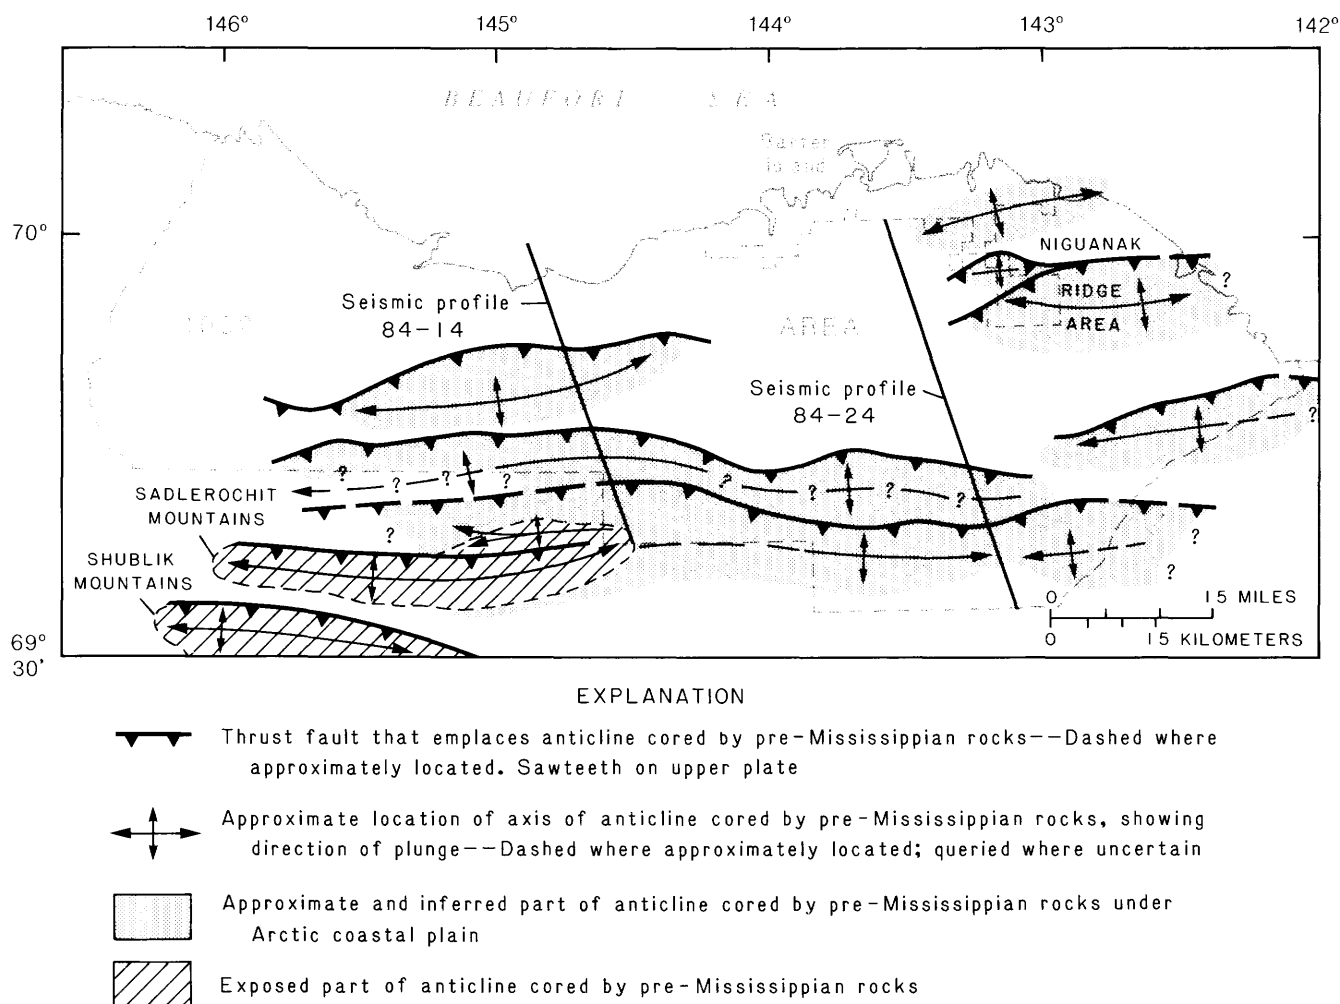 146° 145° 144° 143° 142°
BEAUFORT SEA
Barter
Island
70°
NIGUANAK
RIDGE
AREA
Seismic profile
84-14
AREA
Seismic profile
84-24
?
?
? ? ? ? ? ? ? ?
SADLEROCHIT
MOUNTAINS
?
?
SHUBLIK
MOUNTAINS
?
0 15 MILES
0 15 KILOMETERS
69°
30'
EXPLANATION
Thrust fault that emplaces anticline cored by pre-Mississippian rocks--Dashed where
approximately located. Sawteeth on upper plate
Approximate location of axis of anticline cored by pre-Mississippian rocks, showing
direction of plunge--Dashed where approximately located; queried where uncertain
Approximate and inferred part of anticline cored by pre-Mississippian rocks under
Arctic coastal plain
Exposed part of anticline cored by pre-Mississippian rocks